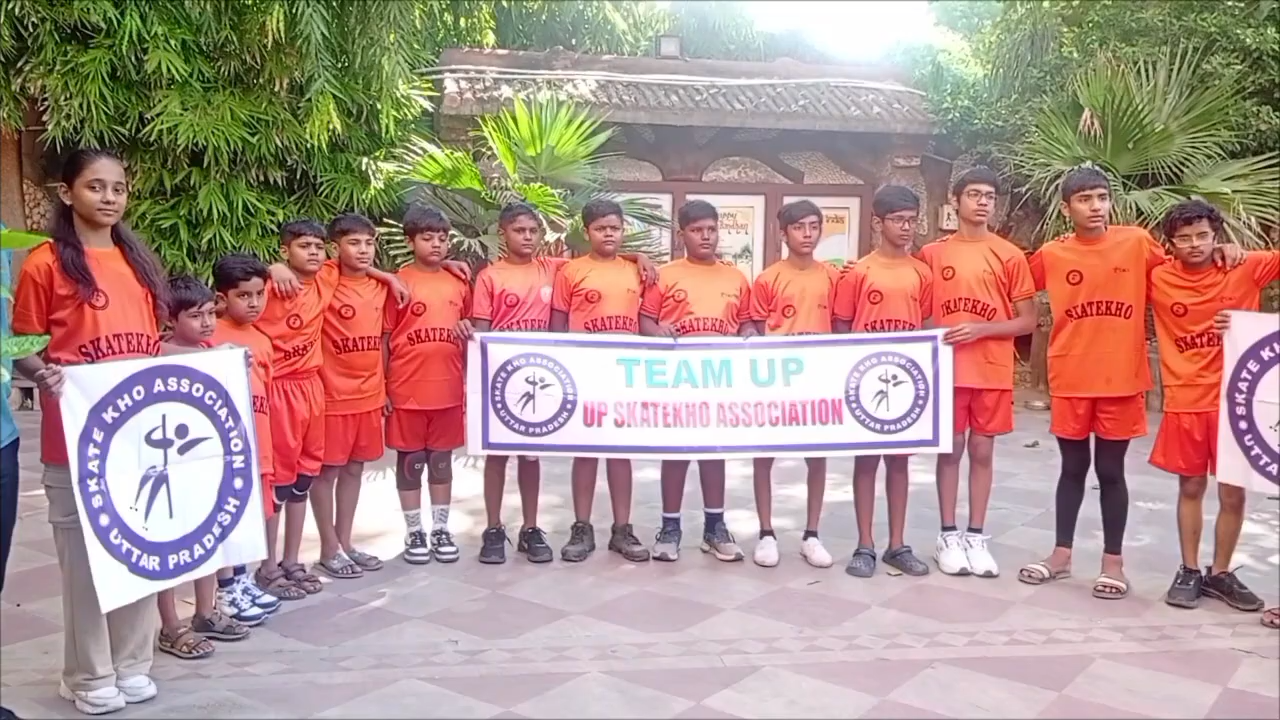 TEAM UP
UP SKATEKHO ASSOCIATION
SKATE KHO ASSOCIATION
UTTAR PRADESH
SKATE KHO ASSOCIATION
UTTAR PRADESH
SKATE KHO ASSOCIATION
UTTAR PRADESH
SKATEKHO
SKATEKHO
SKATEKHO
SKATEKHO
SKATEKHO
SKATEKHO
SKATEKHO